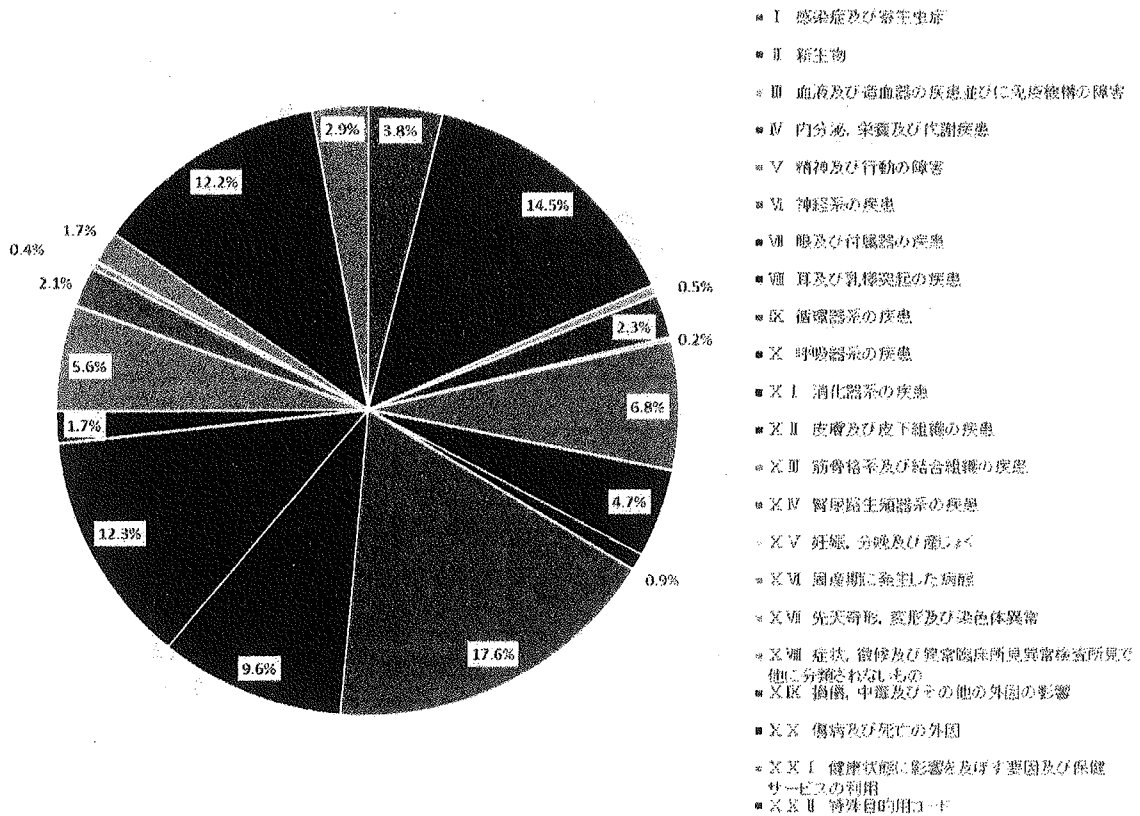 2.9%
3.8%
12.2%
14.5%
1.7%
0.4%
2.1%
0.5%
2.3%
0.2%
5.6%
6.8%
1.7%
4.7%
12.3%
0.9%
9.6%
17.6%
Ⅰ 感染症及び寄生虫症
Ⅱ 新生物
Ⅲ 血液及び造血器の疾患並びに免疫機構の障害
Ⅳ 内分泌, 栄養及び代謝疾患
Ⅴ 精神及び行動の障害
Ⅵ 神経系の疾患
Ⅶ 眼及び付属器の疾患
Ⅷ 耳及び乳様突起の疾患
Ⅸ 循環器系の疾患
Ⅹ 呼吸器系の疾患
ⅩⅠ 消化器系の疾患
ⅩⅡ 皮膚及び皮下組織の疾患
ⅩⅢ 筋骨格系及び結合組織の疾患
ⅩⅣ 腎尿路生殖器系の疾患
ⅩⅤ 妊娠, 分娩及び産じょく
ⅩⅥ 周産期に発生した病態
ⅩⅦ 先天奇形, 変形及び染色体異常
ⅩⅧ 症状, 徴候及び異常臨床所見異常検査所見で
他に分類されないもの
ⅩⅨ 損傷, 中毒及びその他の外因の影響
ⅩⅩ 傷病及び死亡の外因
ⅩⅩⅠ 健康状態に影響を及ぼす要因及び保健
サービスの利用
ⅩⅩⅡ 特殊目的用コード